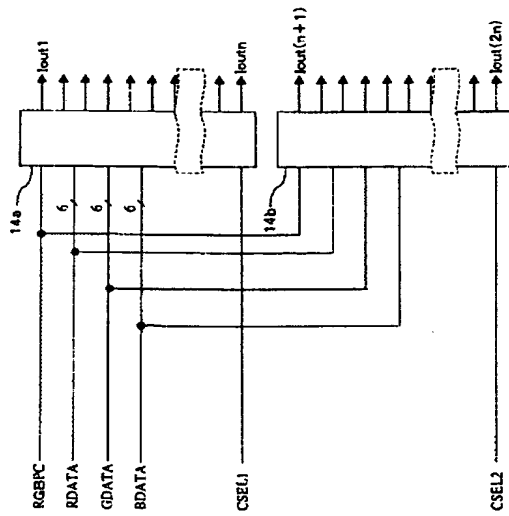 14a
RGBPC
Iout1
RDATA
6
GDATA
6
BDATA
6
CSEL1
Ioutn
14b
Iout(n+1)
CSEL2
Iout(2n)